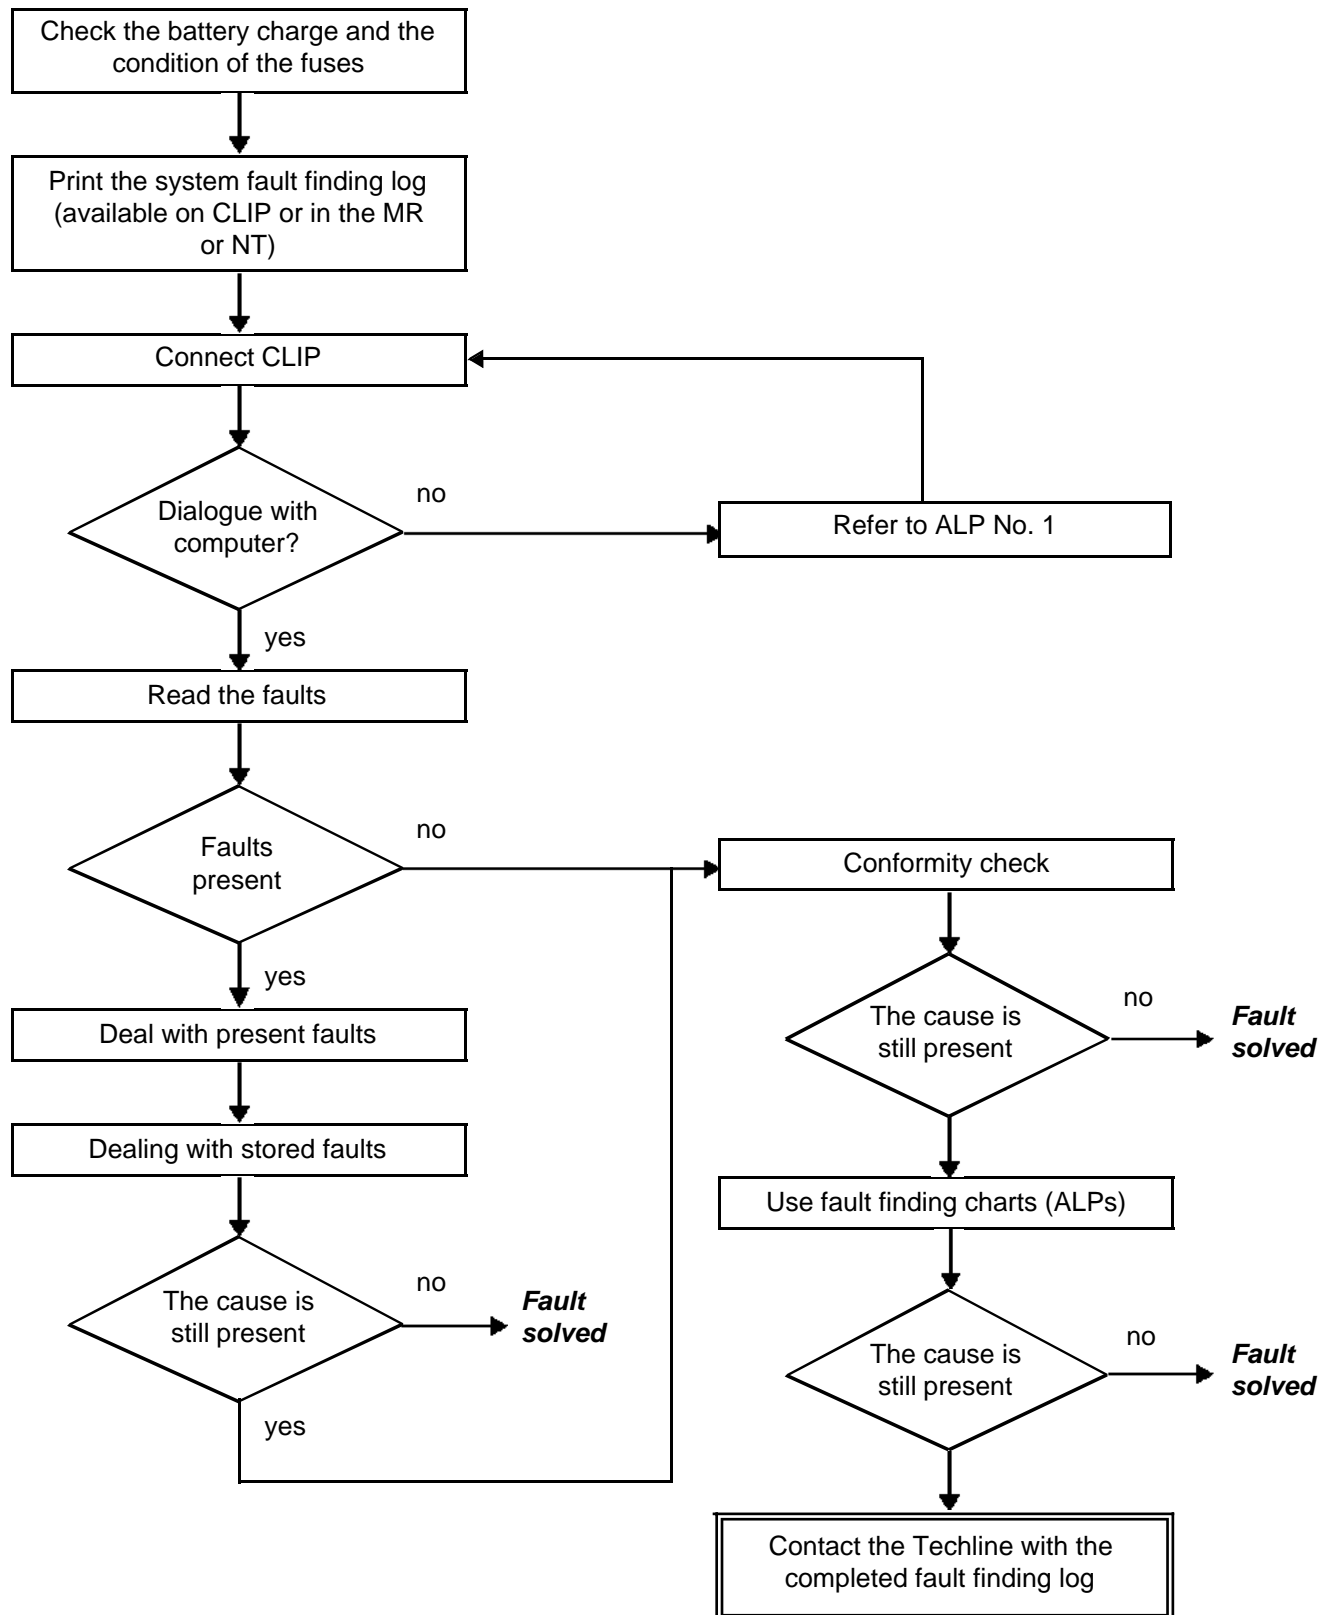 Check the battery charge and the
condition of the fuses
Print the system fault finding log
(available on CLIP or in the MR
or NT)
Connect CLIP
Dialogue with
computer?
no
Refer to ALP No. 1
yes
Read the faults
Faults
present
no
yes
Deal with present faults
Dealing with stored faults
The cause is
still present
no
Fault
solved
yes
Conformity check
The cause is
still present
no
Fault
solved
Use fault finding charts (ALPs)
The cause is
still present
no
Fault
solved
Contact the Techline with the
completed fault finding log